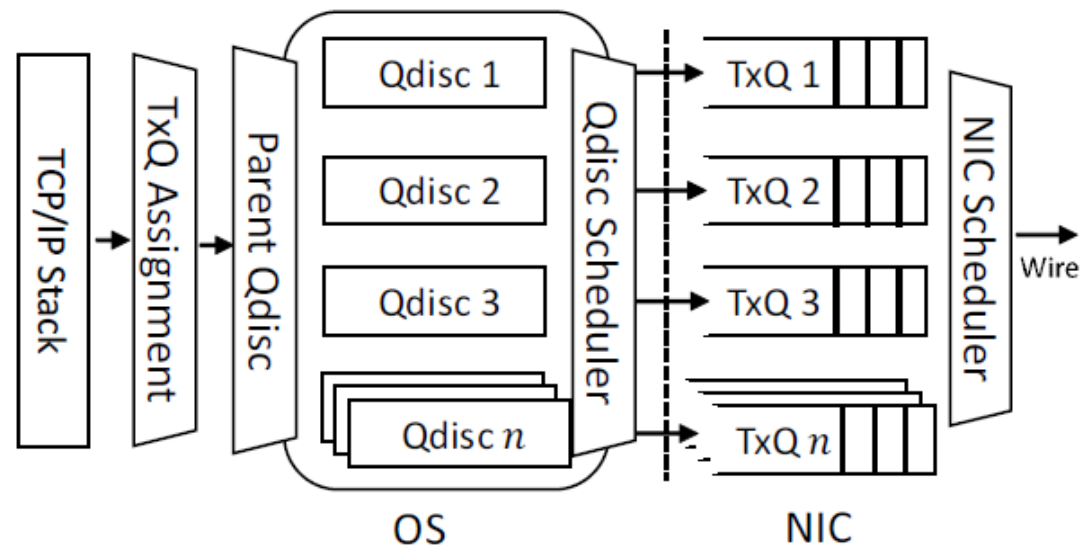 TCP/IP Stack
TxQ Assignment
Parent Qdisc
Qdisc 1
Qdisc 2
Qdisc 3
Qdisc n
Qdisc Scheduler
TxQ 1
TxQ 2
TxQ 3
TxQ n
NIC Scheduler
Wire
OS
NIC